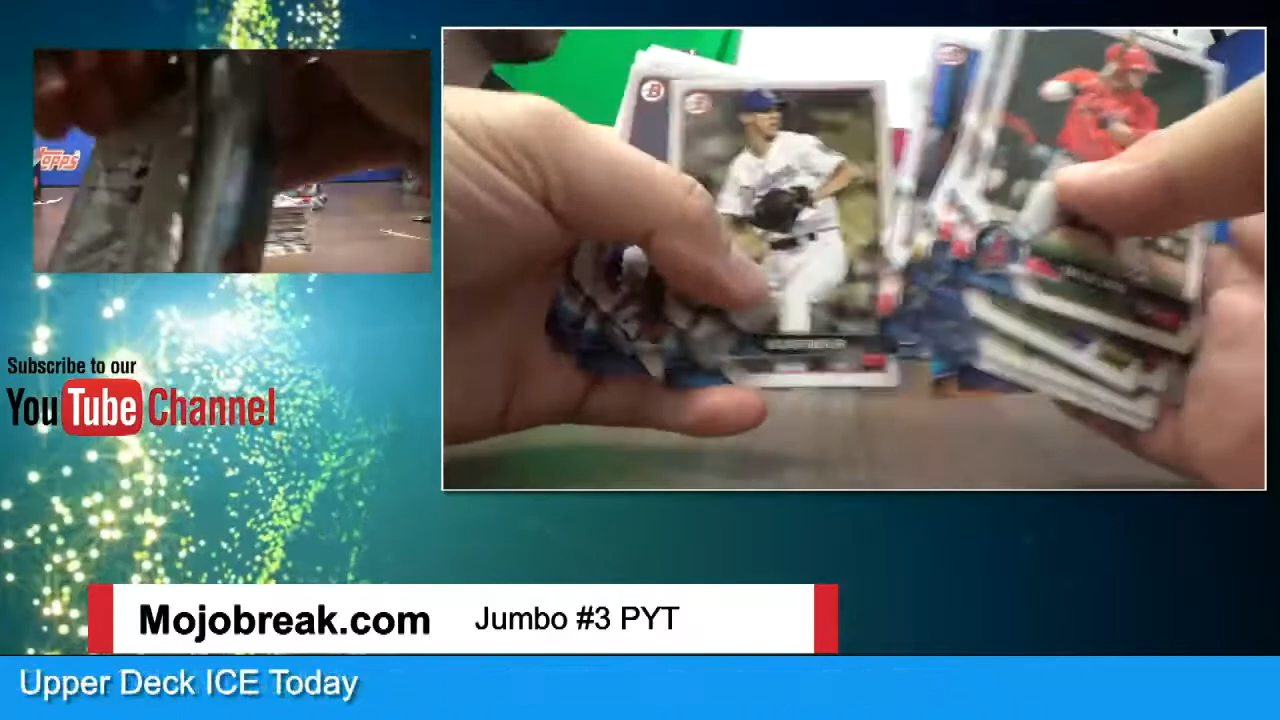 TOPPS
B
Subscribe to our
YouTube Channel
Mojobreak.com
Jumbo #3 PYT
Upper Deck ICE Today